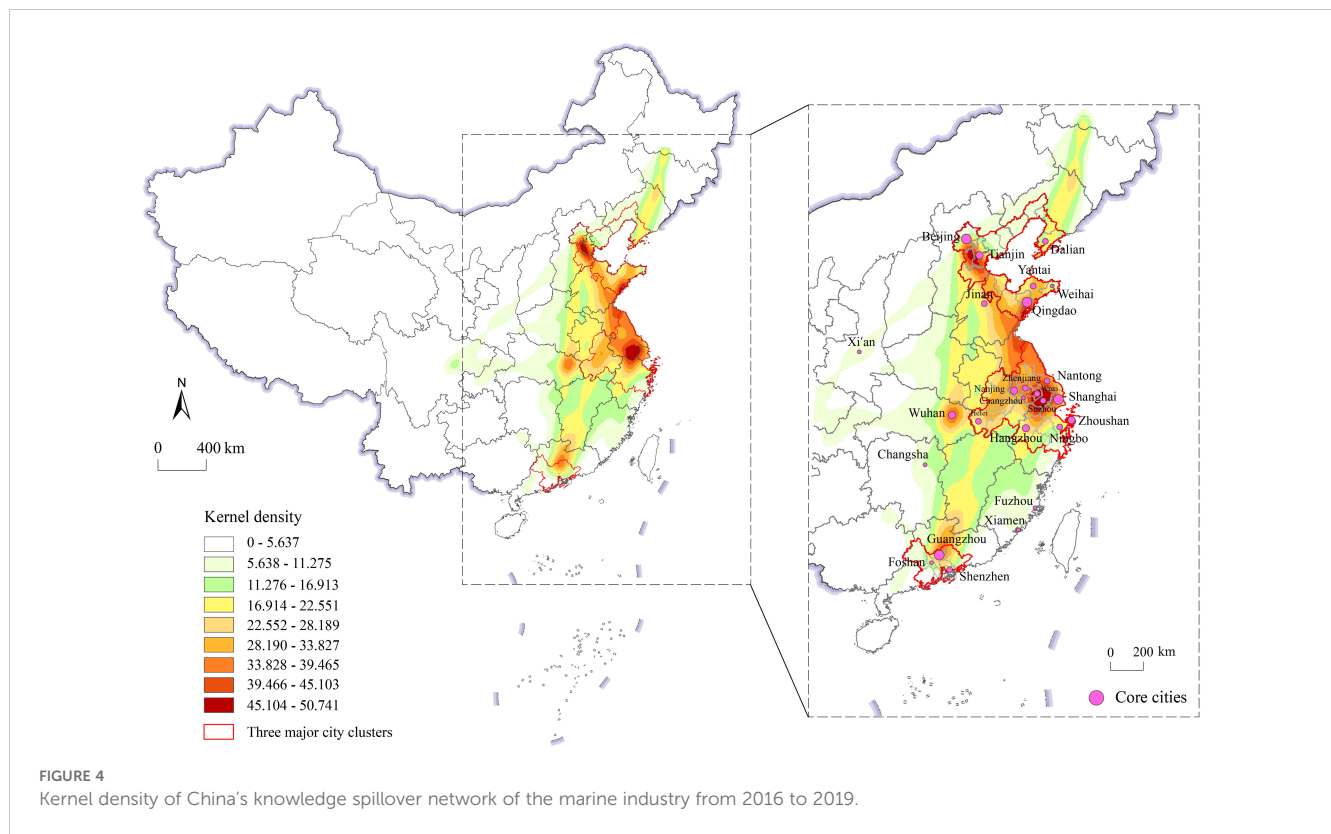 N
0 400 km
Kernel density
0 - 5.637
5.638 - 11.275
11.276 - 16.913
16.914 - 22.551
22.552 - 28.189
28.190 - 33.827
33.828 - 39.465
39.466 - 45.103
45.104 - 50.741
Three major city clusters
Beijing
Tianjin
Dalian
Yantai
Weihai
Jinan
Qingdao
Xi'an
Zhenjiang
Nantong
Nanjing
Changzhou
Shanghai
Suzhou
Wuhan
Hefei
Zhoushan
Hangzhou
Ningbo
Changsha
Fuzhou
Xiamen
Guangzhou
Foshan
Shenzhen
0 200 km
Core cities
FIGURE 4
Kernel density of China's knowledge spillover network of the marine industry from 2016 to 2019.